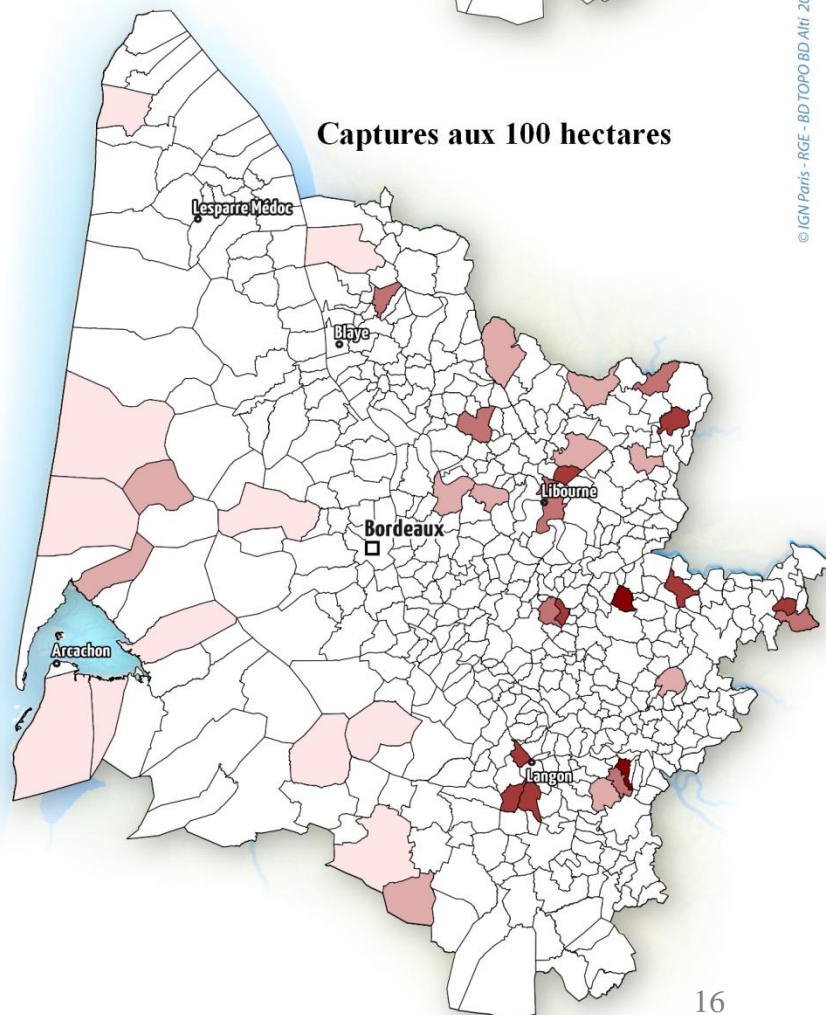 © IGN Paris - RGE - BD TOPO BD Alti
Captures aux 100 hectares
Lesparre Médoc
Blaye
Libourne
Bordeaux
Arcachon
Langon
16